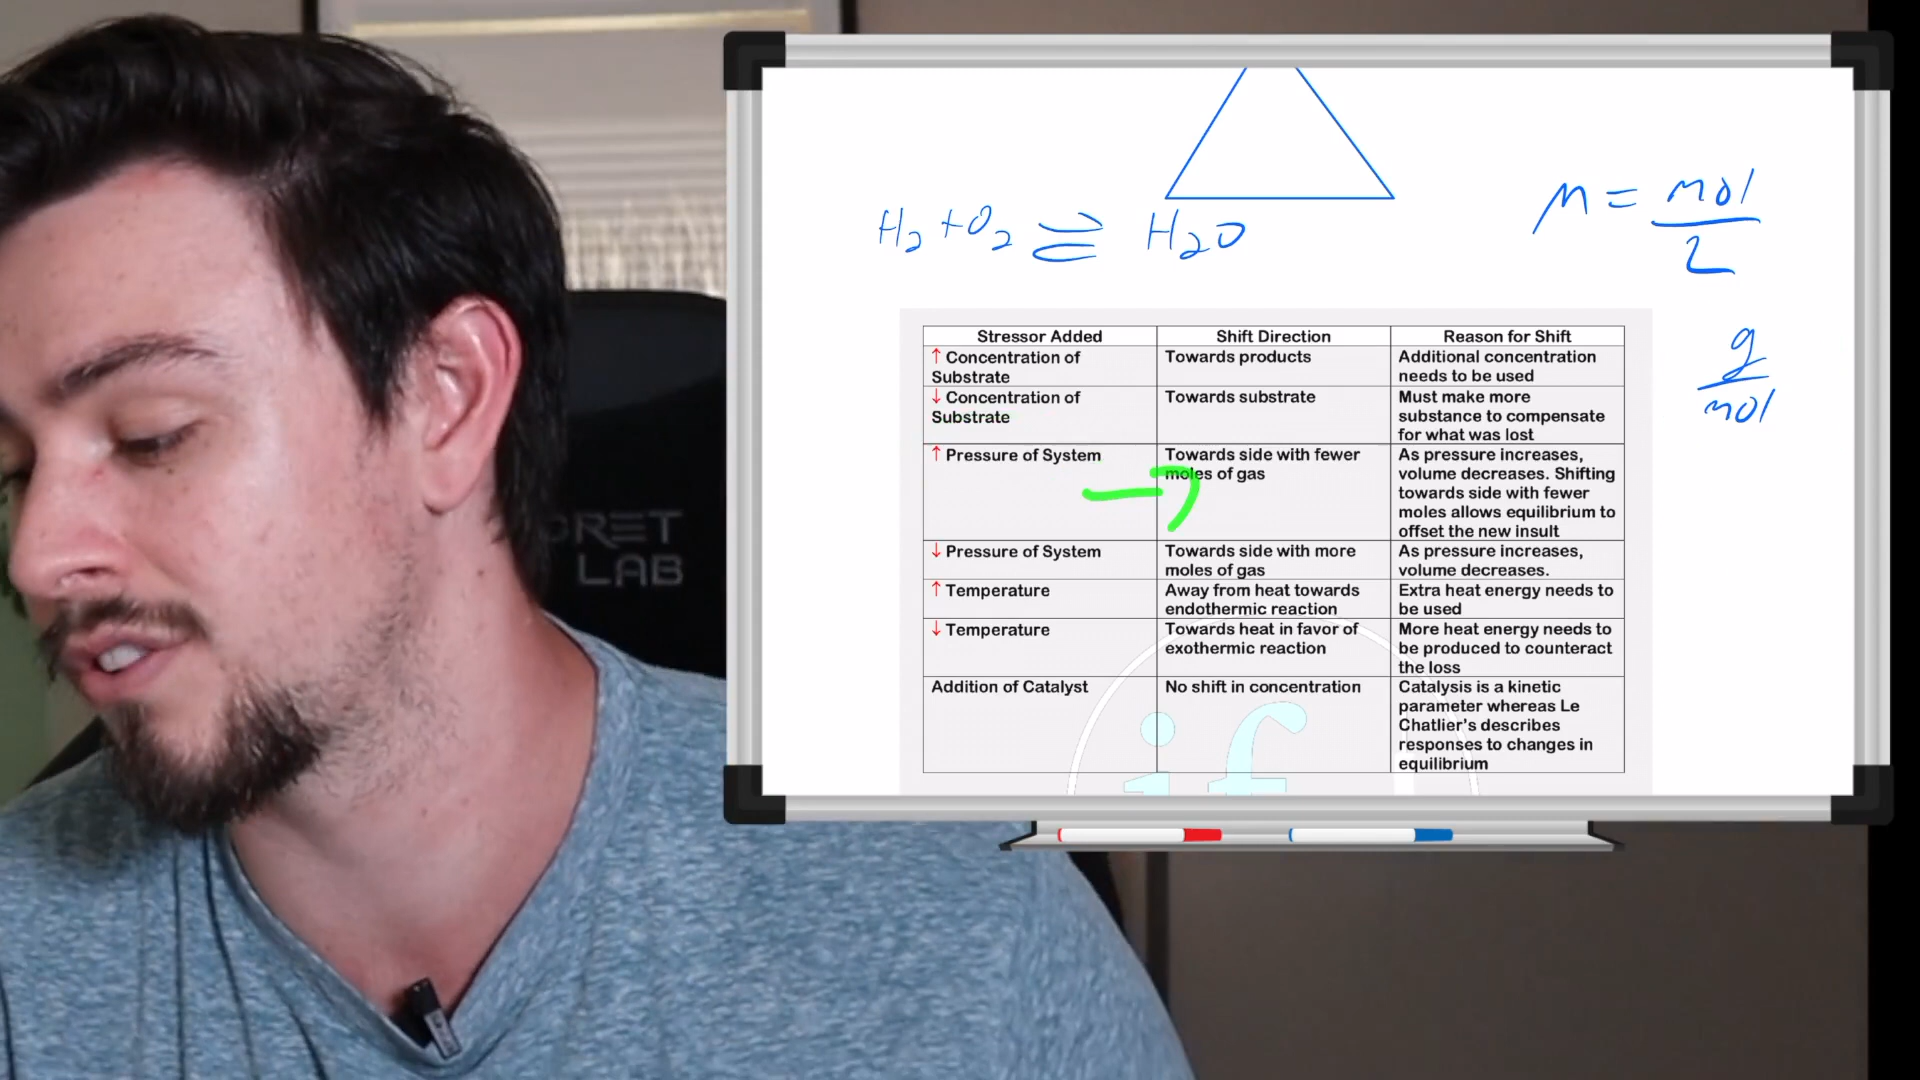 H2 + O2 ⇌ H2O
M = mol
L
g
mol
Stressor Added
Shift Direction
Reason for Shift
↑ Concentration of
Substrate
Towards products
Additional concentration
needs to be used
↓ Concentration of
Substrate
Towards substrate
Must make more
substance to compensate
for what was lost
↑ Pressure of System
Towards side with fewer
moles of gas
As pressure increases,
volume decreases. Shifting
towards side with fewer
moles allows equilibrium to
offset the new insult
↓ Pressure of System
Towards side with more
moles of gas
As pressure increases,
volume decreases.
↑ Temperature
Away from heat towards
endothermic reaction
Extra heat energy needs to
be used
↓ Temperature
Towards heat in favor of
exothermic reaction
More heat energy needs to
be produced to counteract
the loss
Addition of Catalyst
No shift in concentration
Catalysis is a kinetic
parameter whereas Le
Chatlier's describes
responses to changes in
equilibrium
if
CRET
LAB